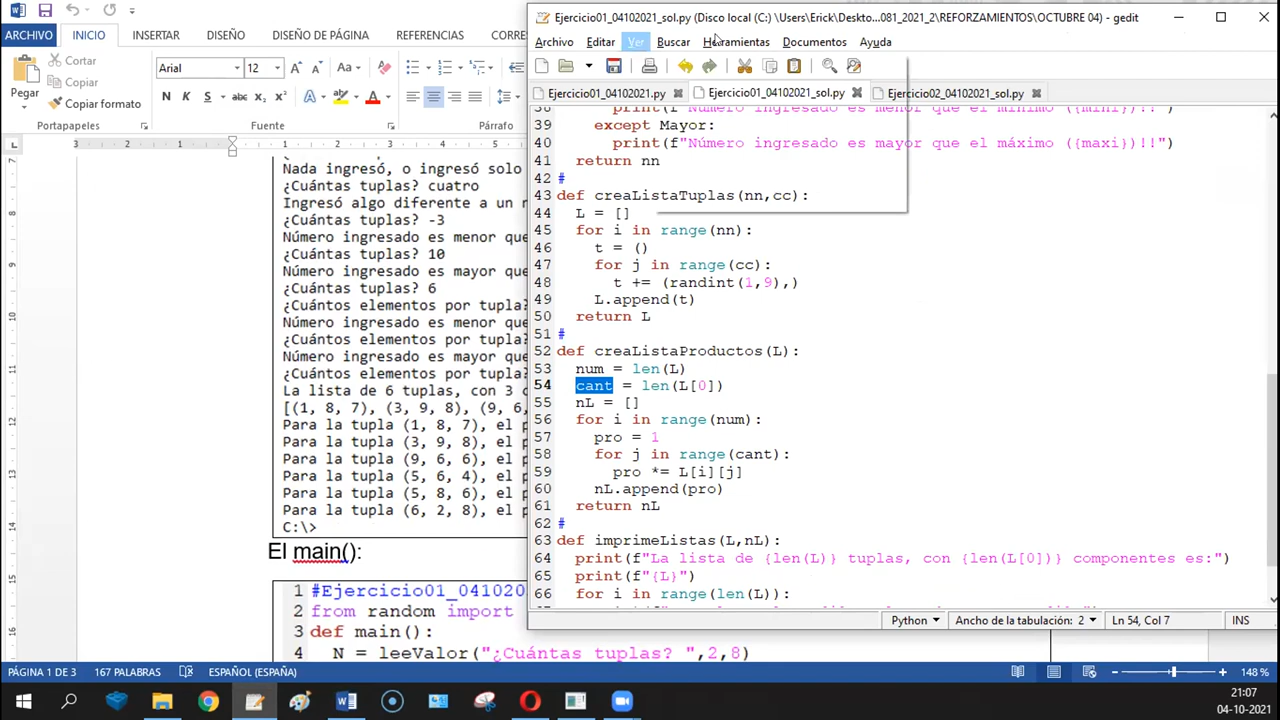 ARCHIVO INICIO INSERTAR DISEÑO DISEÑO DE PÁGINA REFERENCIAS CORRES
Pegar
Cortar
Copiar
Copiar formato
Portapapeles
Arial 12
N K S
Fuente
Párrafo
Nada ingresó, o ingresó solo
¿Cuántas tuplas? cuatro
Ingresó algo diferente a un
¿Cuántas tuplas? -3
Número ingresado es menor que
¿Cuántas tuplas? 10
Número ingresado es mayor que
¿Cuántas tuplas? 6
¿Cuántos elementos por tupla?
Número ingresado es menor que
¿Cuántos elementos por tupla?
Número ingresado es mayor que
¿Cuántos elementos por tupla?
La lista de 6 tuplas, con 3 c
[(1, 8, 7), (3, 9, 8), (9, 6,
Para la tupla (1, 8, 7), el p
Para la tupla (3, 9, 8), el p
Para la tupla (9, 6, 6), el p
Para la tupla (5, 6, 4), el p
Para la tupla (5, 8, 6), el p
Para la tupla (6, 2, 8), el p
C:\>
El main():
1 #Ejercicio01_041020
2 from random import
3 def main():
4 N = leeValor("¿Cuántas tuplas? ",2,8)
Ejercicio01_04102021_sol.py (Disco local (C:) \Users\Erick\Deskto...081_2021_2\REFORZAMIENTOS\OCTUBRE 04) - gedit
Archivo Editar Ver Buscar Herramientas Documentos Ayuda
Ejercicio01_04102021.py Ejercicio01_04102021_sol.py Ejercicio02_04102021_sol.py
38 print(f"Número ingresado es menor que el mínimo ({mini})!!")
39 except Mayor:
40 print(f"Número ingresado es mayor que el máximo ({maxi})!!")
41 return nn
42 #
43 def creaListaTuplas(nn,cc):
44 L = []
45 for i in range(nn):
46 t = ()
47 for j in range(cc):
48 t += (randint(1,9),)
49 L.append(t)
50 return L
51 #
52 def creaListaProductos(L):
53 num = len(L)
54 cant = len(L[0])
55 nL = []
56 for i in range(num):
57 pro = 1
58 for j in range(cant):
59 pro *= L[i][j]
60 nL.append(pro)
61 return nL
62 #
63 def imprimeListas(L,nL):
64 print(f"La lista de {len(L)} tuplas, con {len(L[0])} componentes es:")
65 print(f"{L}")
66 for i in range(len(L)):
Python Ancho de la tabulación: 2 Ln 54, Col 7 INS
PÁGINA 1 DE 3 167 PALABRAS ESPAÑOL (ESPAÑA) 148 %
21:07
04-10-2021